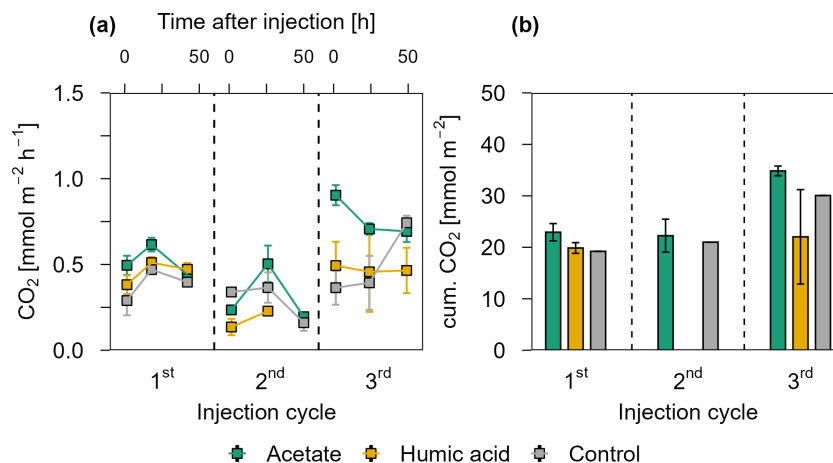 (a)
Time after injection [h]
0 50 0 50 0 50
CO₂ [mmol m⁻² h⁻¹]
1.5
1.0
0.5
0.0
1ˢᵗ 2ⁿᵈ 3ʳᵈ
Injection cycle
(b)
cum. CO₂ [mmol m⁻²]
50
40
30
20
10
0
1ˢᵗ 2ⁿᵈ 3ʳᵈ
Injection cycle
Acetate Humic acid Control